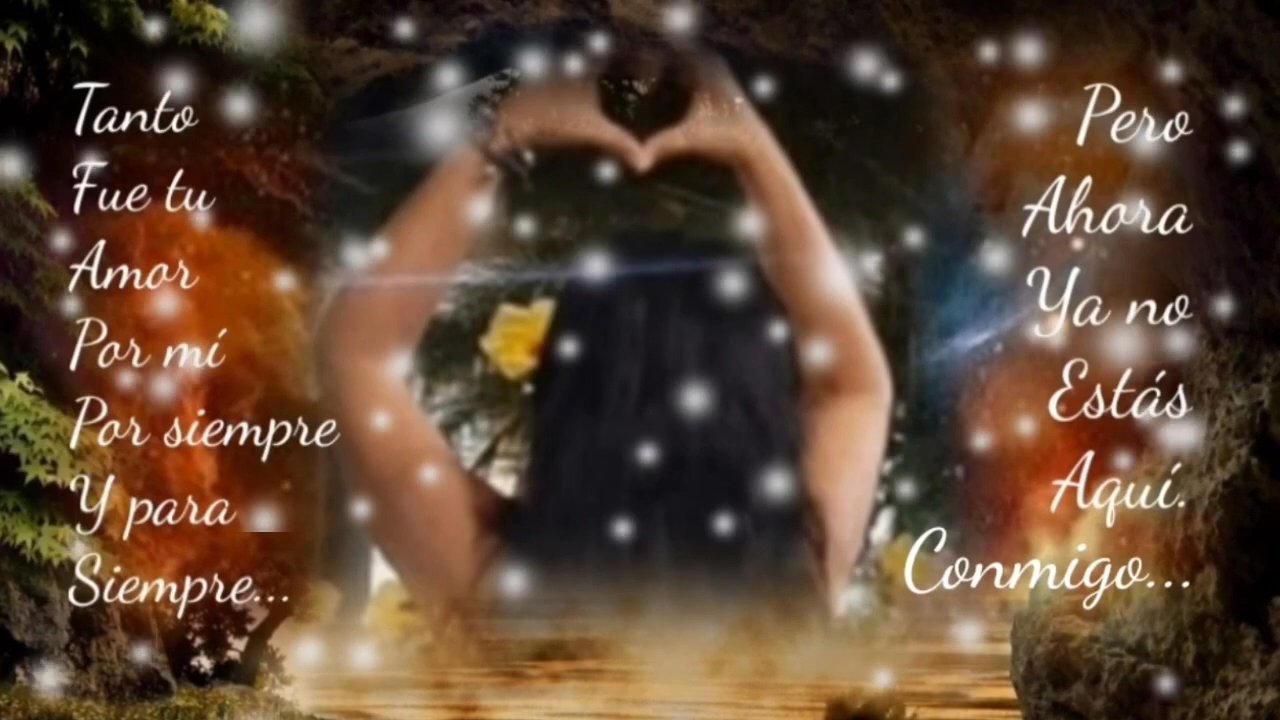 Tanto
Fue tu
Amor
Por mí
Por siempre
Y para
Siempre...
Pero
Ahora
Ya no
Estás
Aquí.
Conmigo...